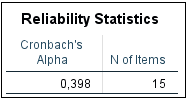 Reliability Statistics
Cronbach's
Alpha N of Items
0,398 15